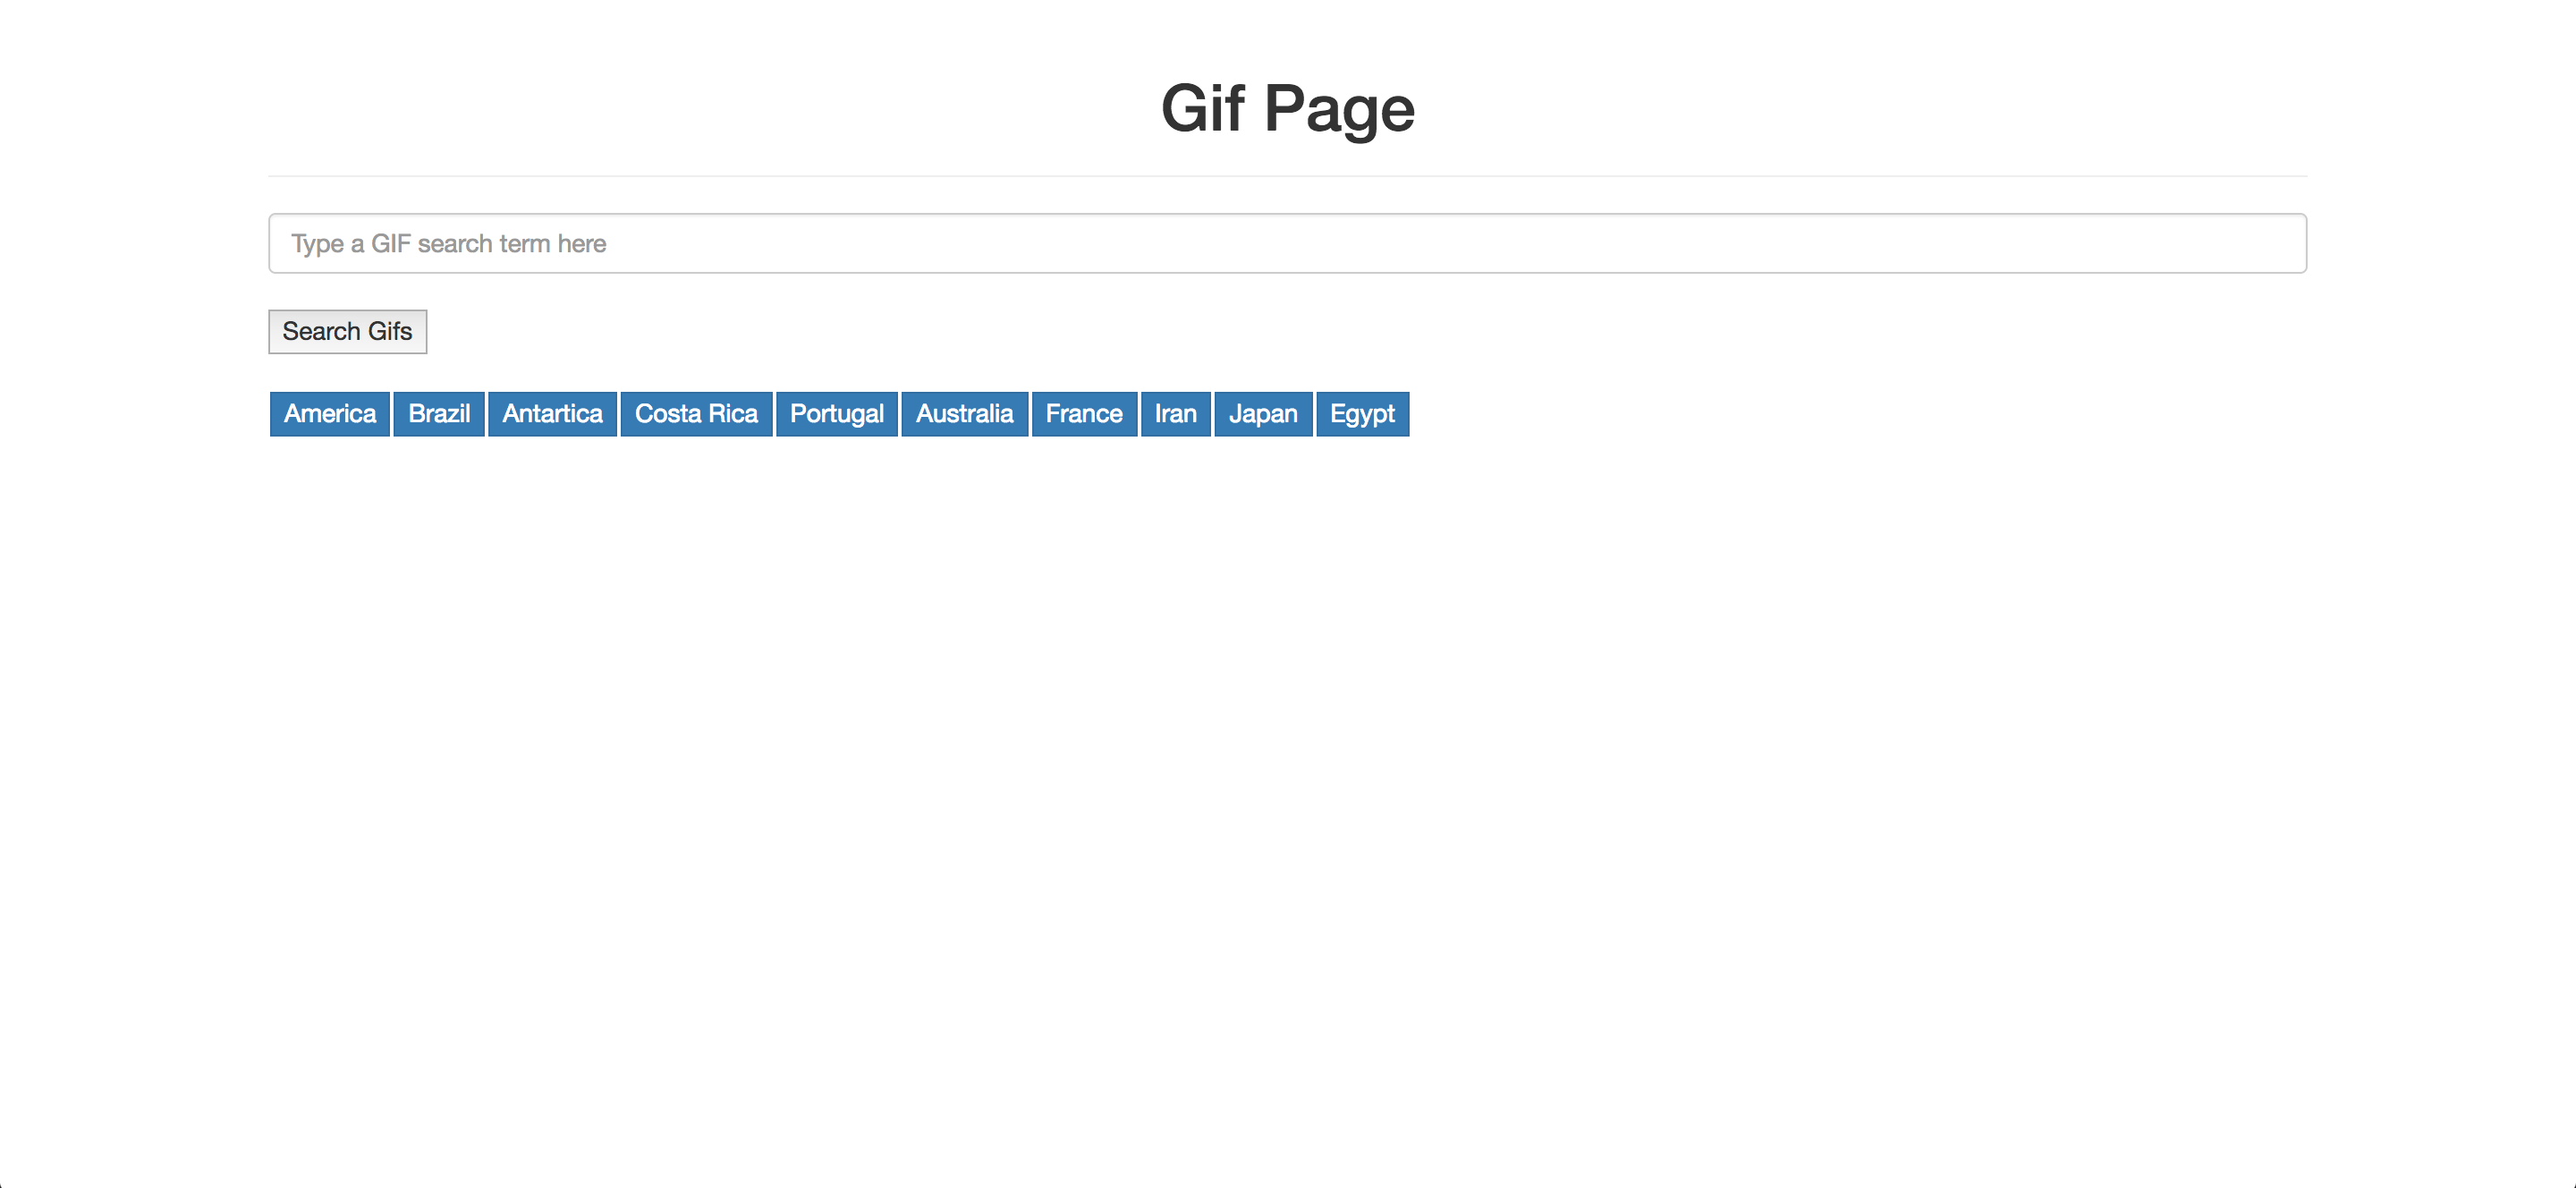 Gif Page
Type a GIF search term here
Search Gifs
America Brazil Antartica Costa Rica Portugal Australia France Iran Japan Egypt